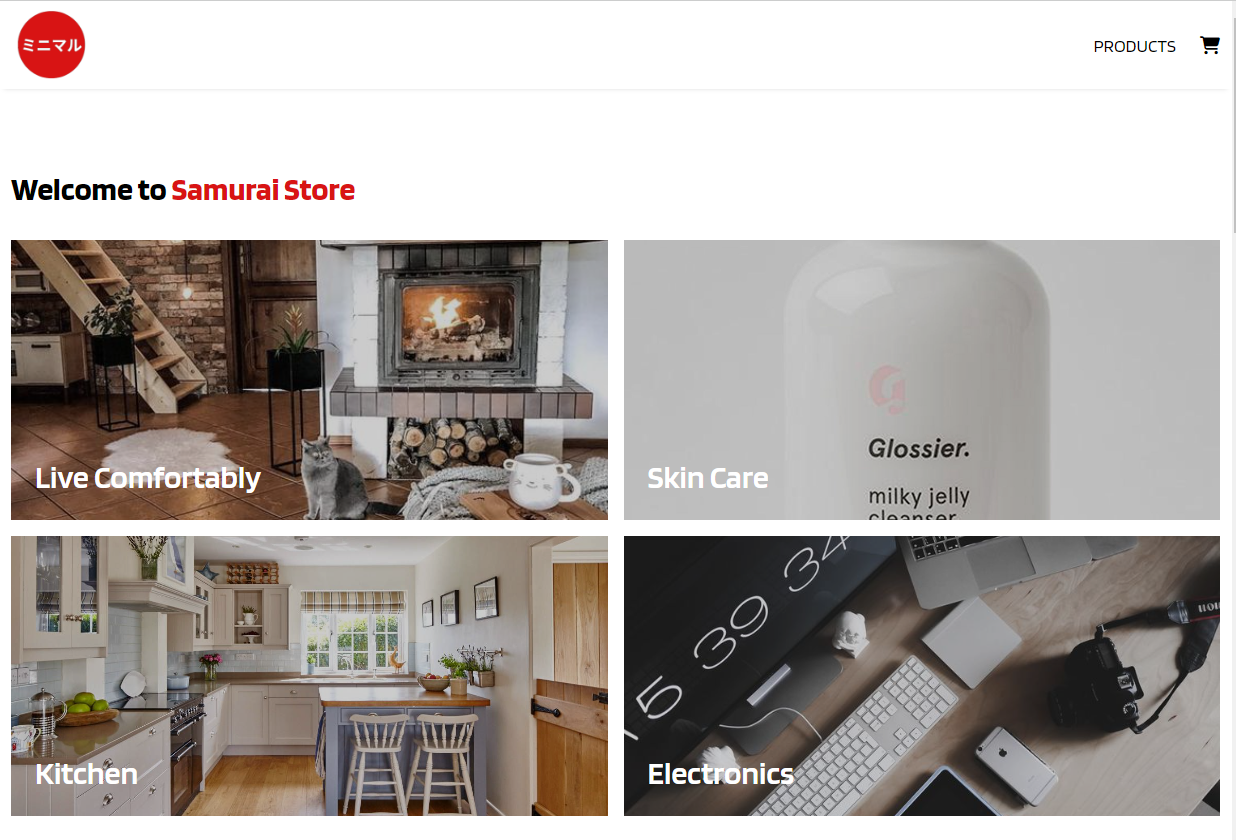 ミニマル
PRODUCTS
Welcome to Samurai Store
Live Comfortably
Glossier.
milky jelly
cleanser
Skin Care
15 39 34
Kitchen
Electronics